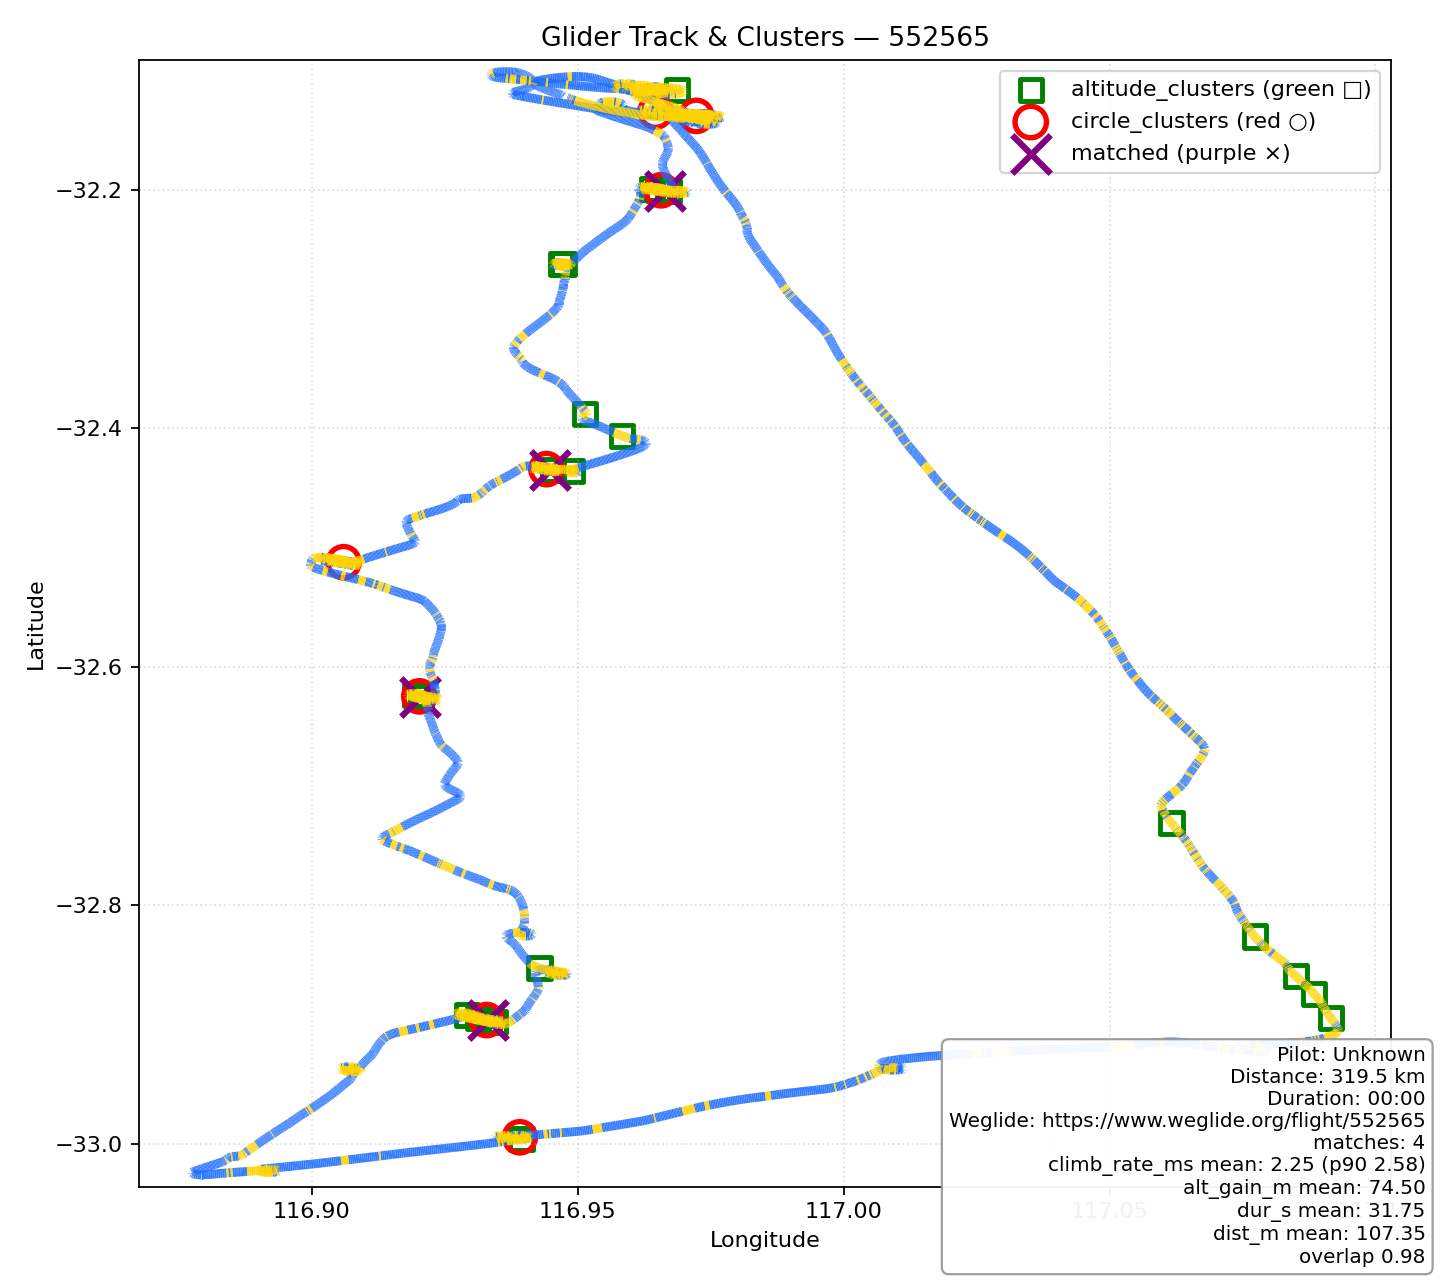 Glider Track & Clusters — 552565
altitude_clusters (green □)
circle_clusters (red ○)
matched (purple ×)
−32.2
−32.4
−32.6
−32.8
−33.0
Latitude
116.90
116.95
117.00
117.05
Longitude
Pilot: Unknown
Distance: 319.5 km
Duration: 00:00
Weglide: https://www.weglide.org/flight/552565
matches: 4
climb_rate_ms mean: 2.25 (p90 2.58)
alt_gain_m mean: 74.50
dur_s mean: 31.75
dist_m mean: 107.35
overlap 0.98